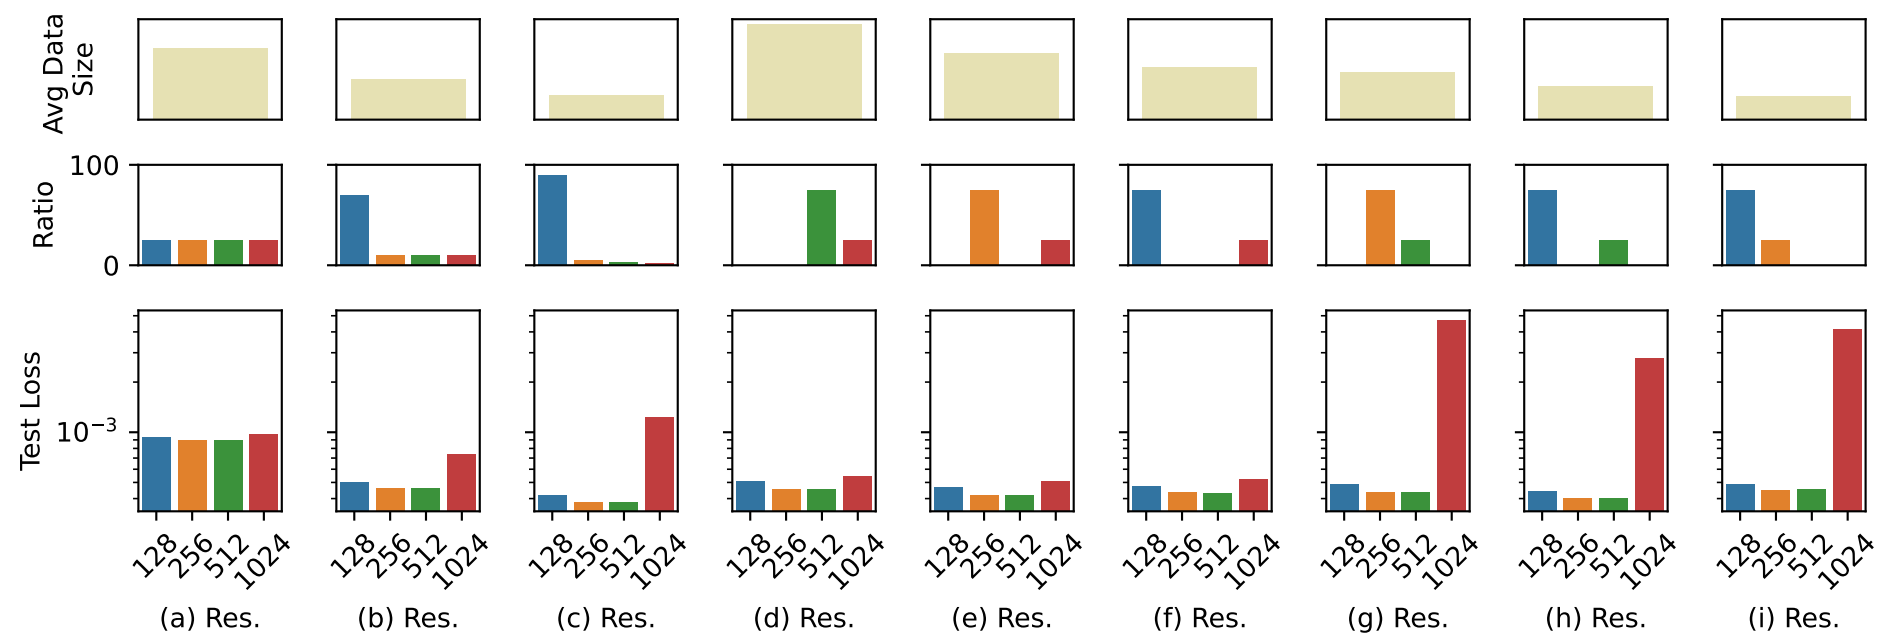 Avg Data
Size
100
0
Ratio
10⁻³
Test Loss
128 256 512 1024 128 256 512 1024 128 256 512 1024 128 256 512 1024 128 256 512 1024 128 256 512 1024 128 256 512 1024 128 256 512 1024 128 256 512 1024
(a) Res. (b) Res. (c) Res. (d) Res. (e) Res. (f) Res. (g) Res. (h) Res. (i) Res.